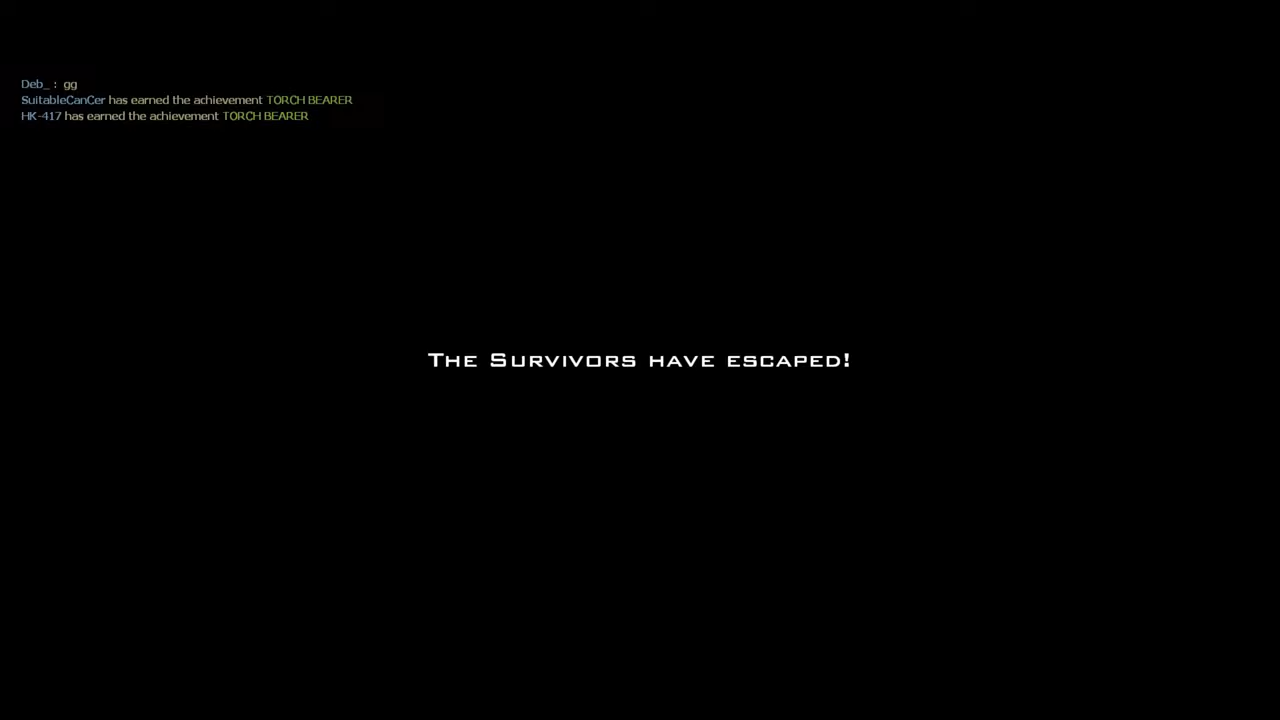 Deb_ : gg
SuitableCanCer has earned the achievement TORCH BEARER
HK-417 has earned the achievement TORCH BEARER
The Survivors have escaped!